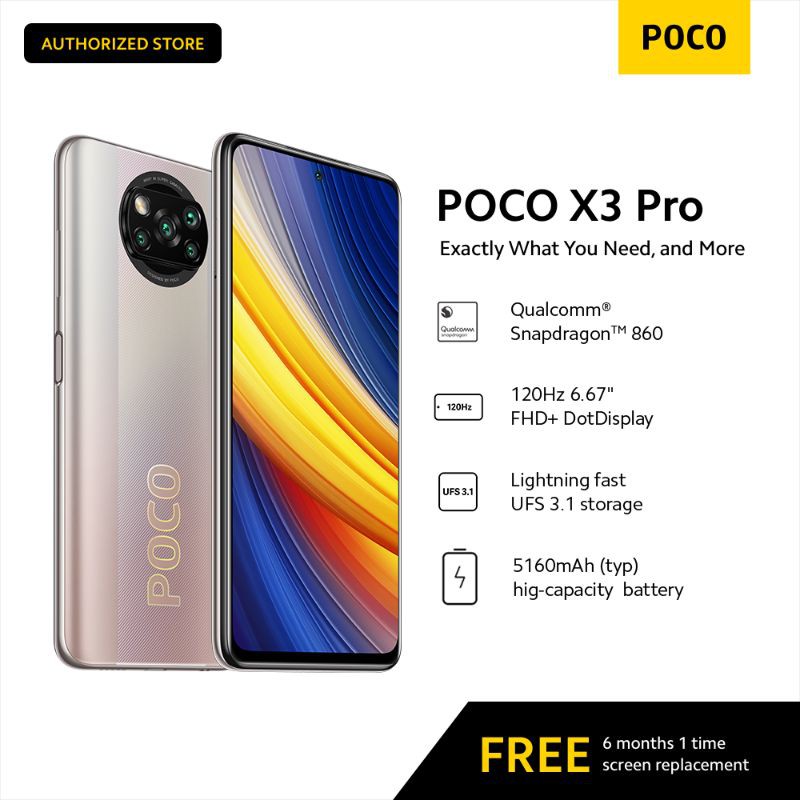 AUTHORIZED STORE
POCO
POCO
POCO X3 Pro
Exactly What You Need, and More
Qualcomm
snapdragon
Qualcomm®
Snapdragon™ 860
120Hz
120Hz 6.67"
FHD+ DotDisplay
UFS 3.1
Lightning fast
UFS 3.1 storage
5160mAh (typ)
hig-capacity battery
FREE
6 months 1 time
screen replacement